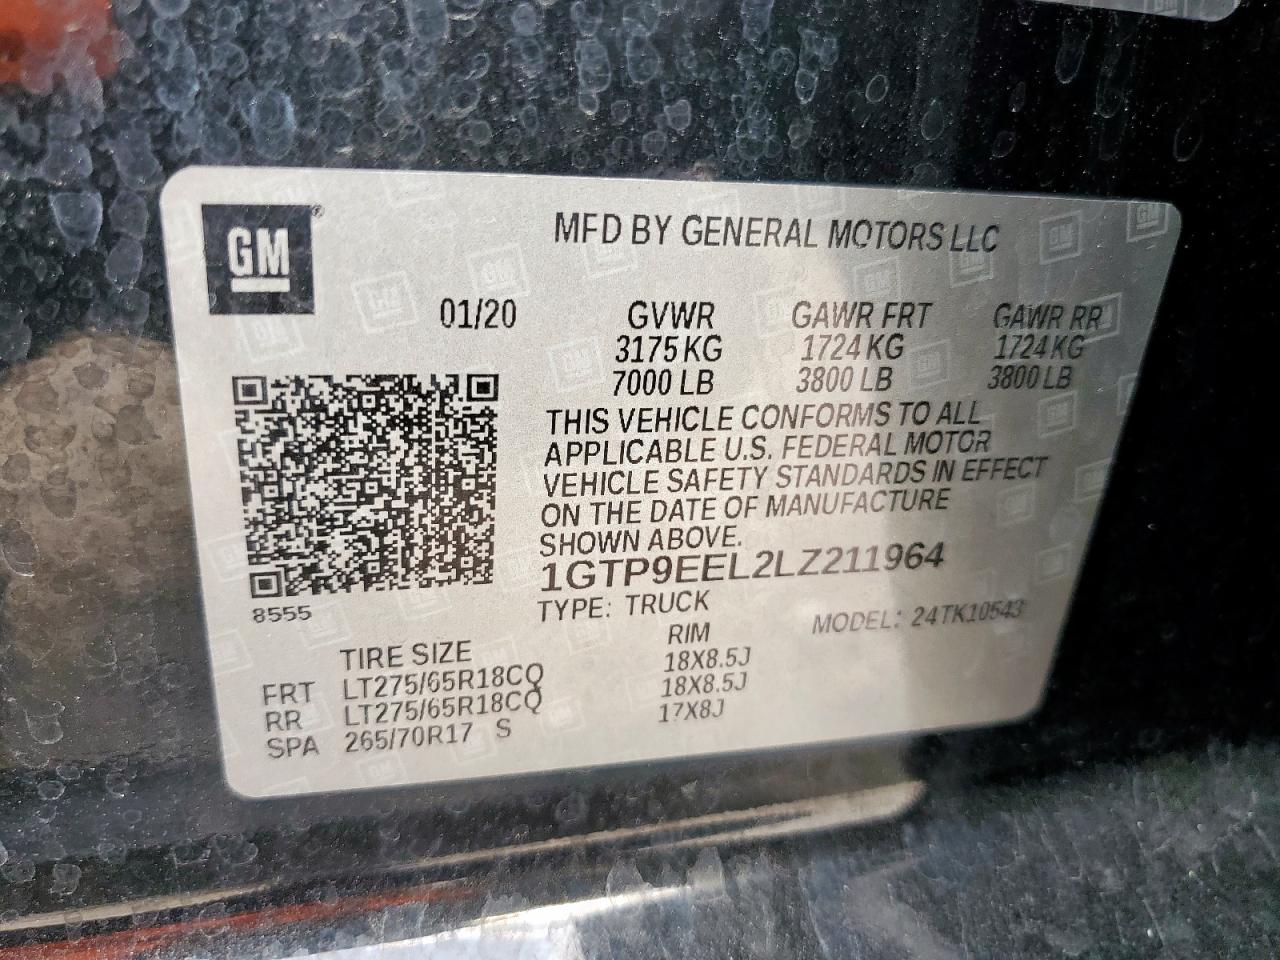 GM
MFD BY GENERAL MOTORS LLC
01/20 GVWR GAWR FRT GAWR RR
3175 KG 1724 KG 1724 KG
7000 LB 3800 LB 3800 LB
THIS VEHICLE CONFORMS TO ALL
APPLICABLE U.S. FEDERAL MOTOR
VEHICLE SAFETY STANDARDS IN EFFECT
ON THE DATE OF MANUFACTURE
SHOWN ABOVE.
1GTP9EEL2LZ211964
8555
TYPE: TRUCK MODEL: 24TK10543
TIRE SIZE RIM
FRT LT275/65R18CQ 18X8.5J
RR LT275/65R18CQ 18X8.5J
SPA 265/70R17 S 17X8J